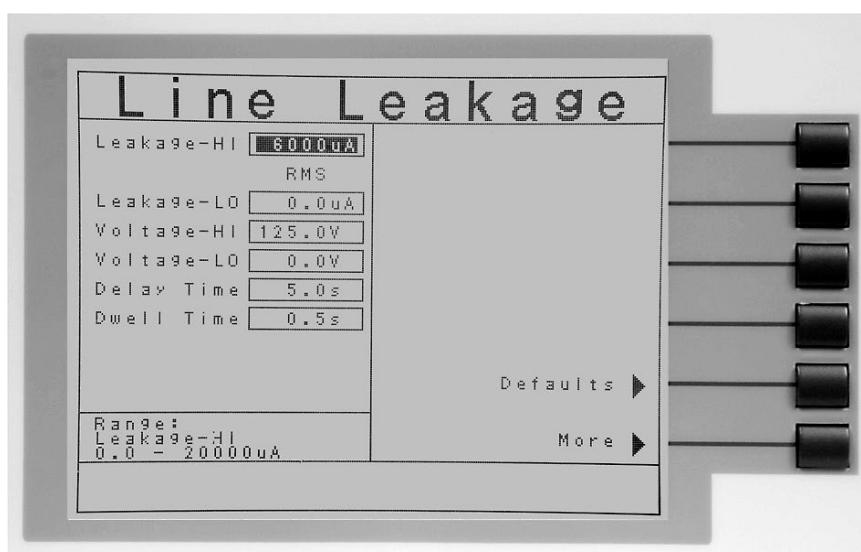 Line Leakage
Leakage-HI 6000uA
RMS
Leakage-LO 0.0uA
Voltage-HI 125.0V
Voltage-LO 0.0V
Delay Time 5.0s
Dwell Time 0.5s
Defaults
Range:
Leakage-HI
0.0 - 20000uA
More